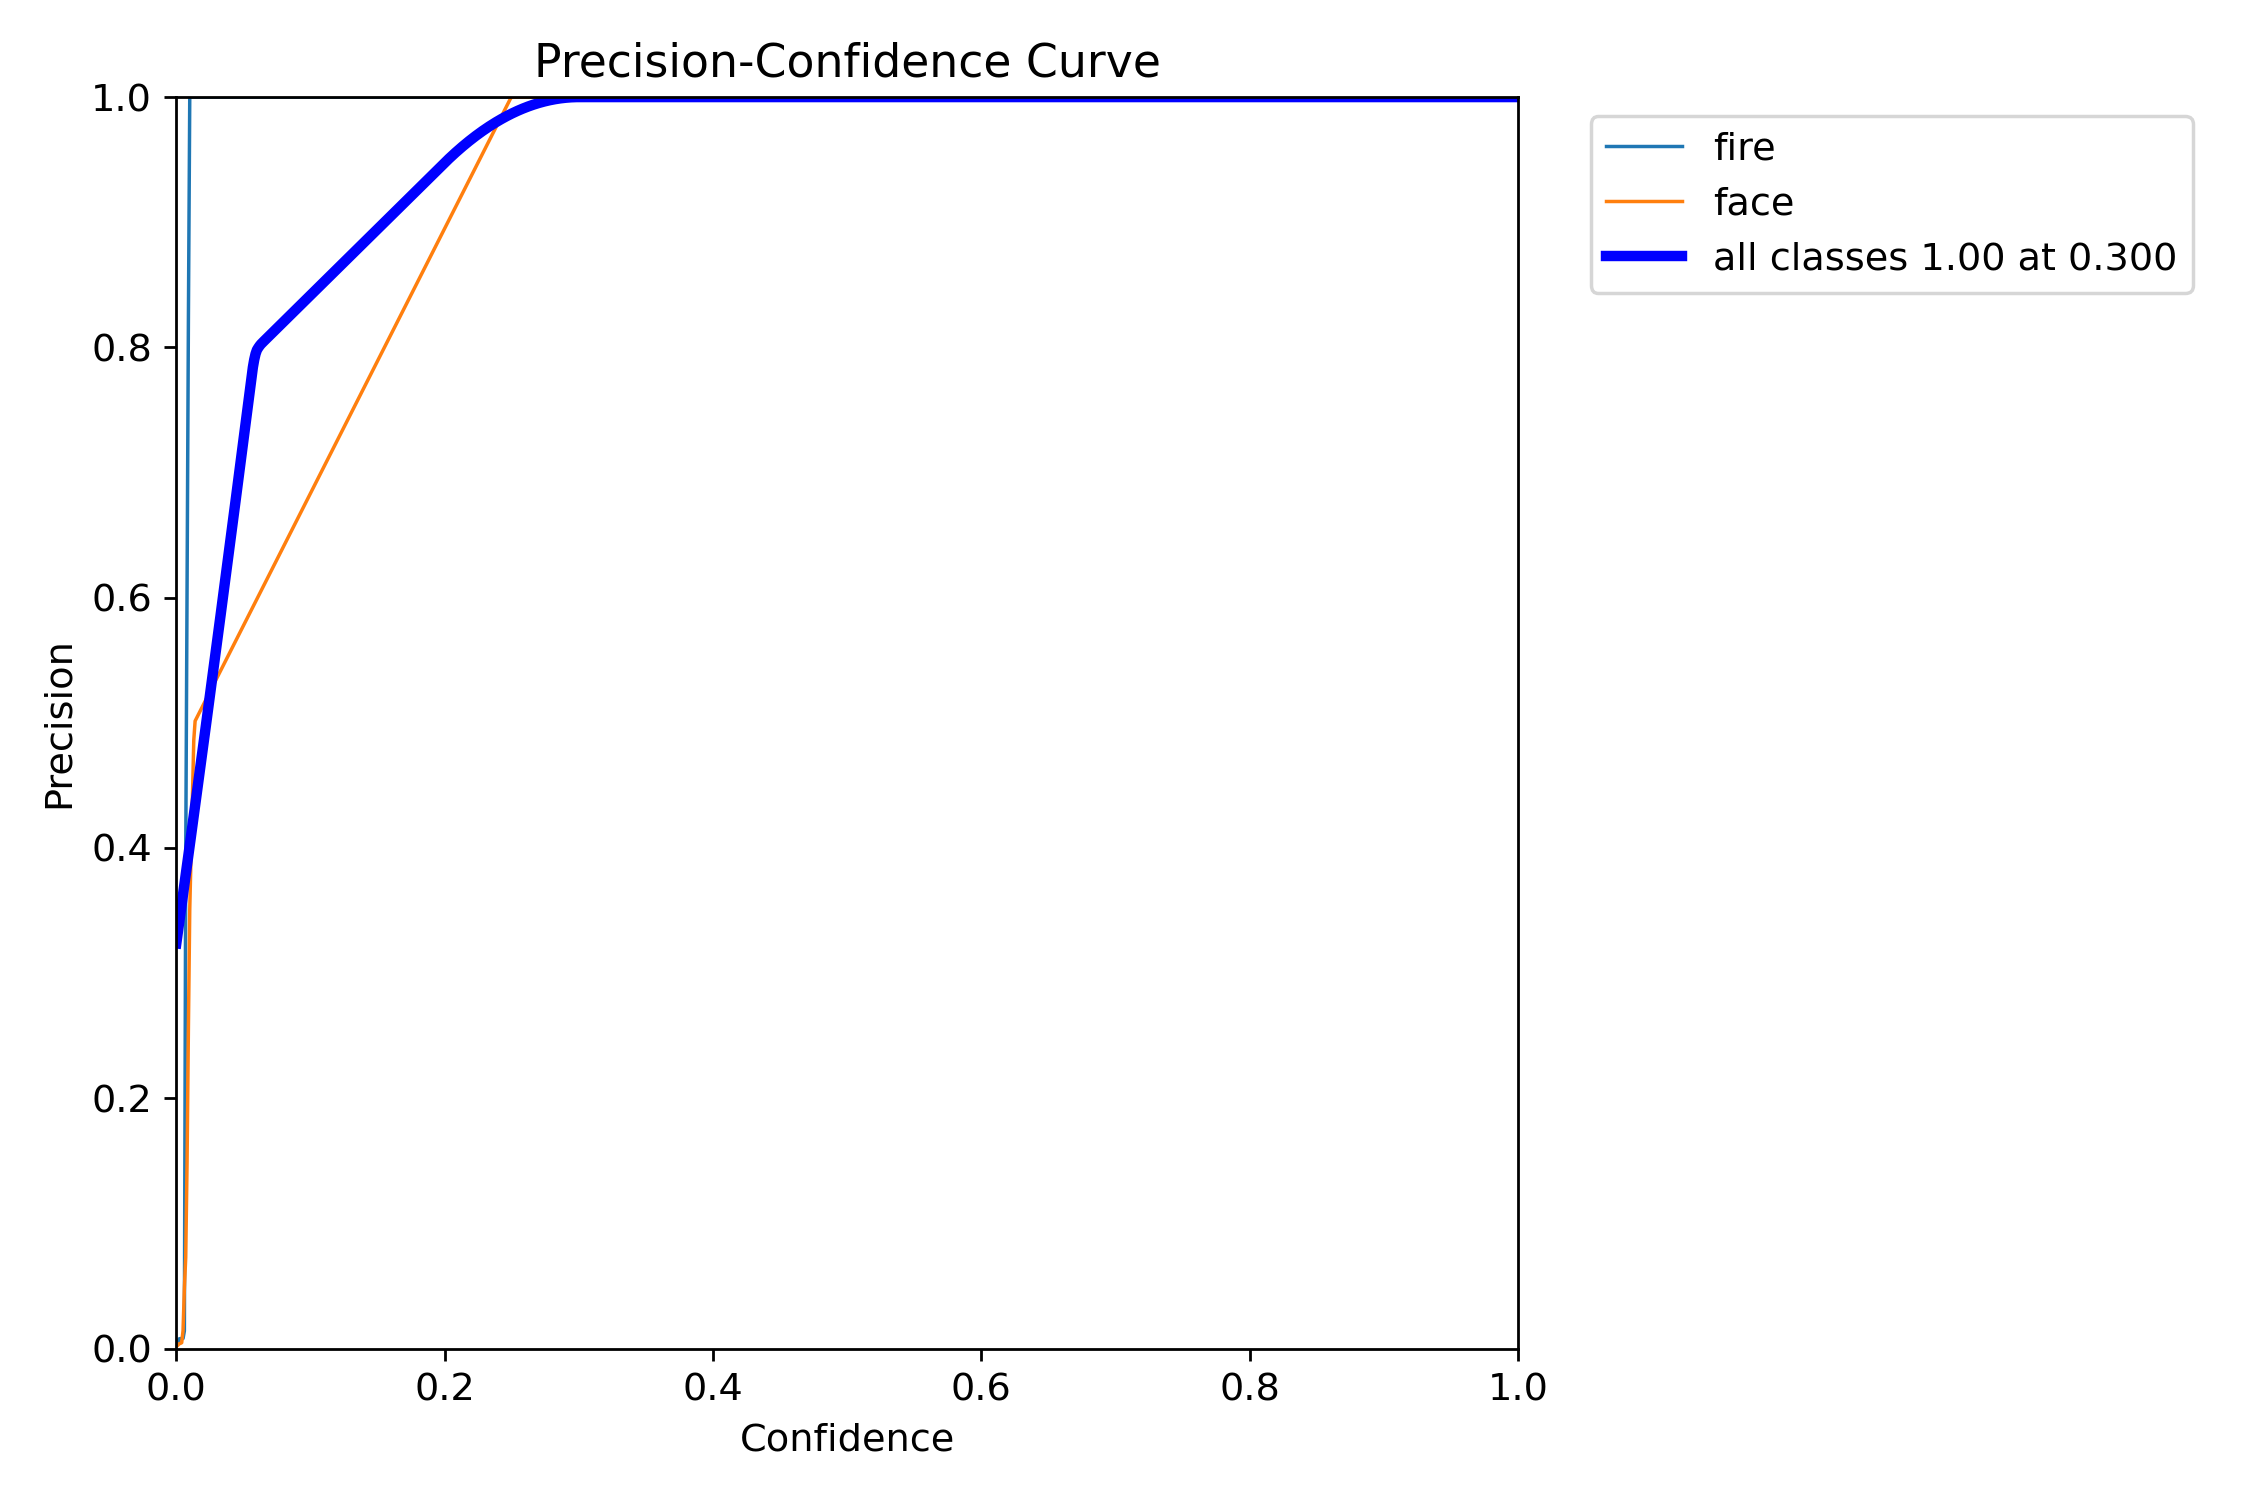 Precision-Confidence Curve
1.0
0.8
0.6
0.4
0.2
0.0
Precision
0.0 0.2 0.4 0.6 0.8 1.0
Confidence
fire
face
all classes 1.00 at 0.300